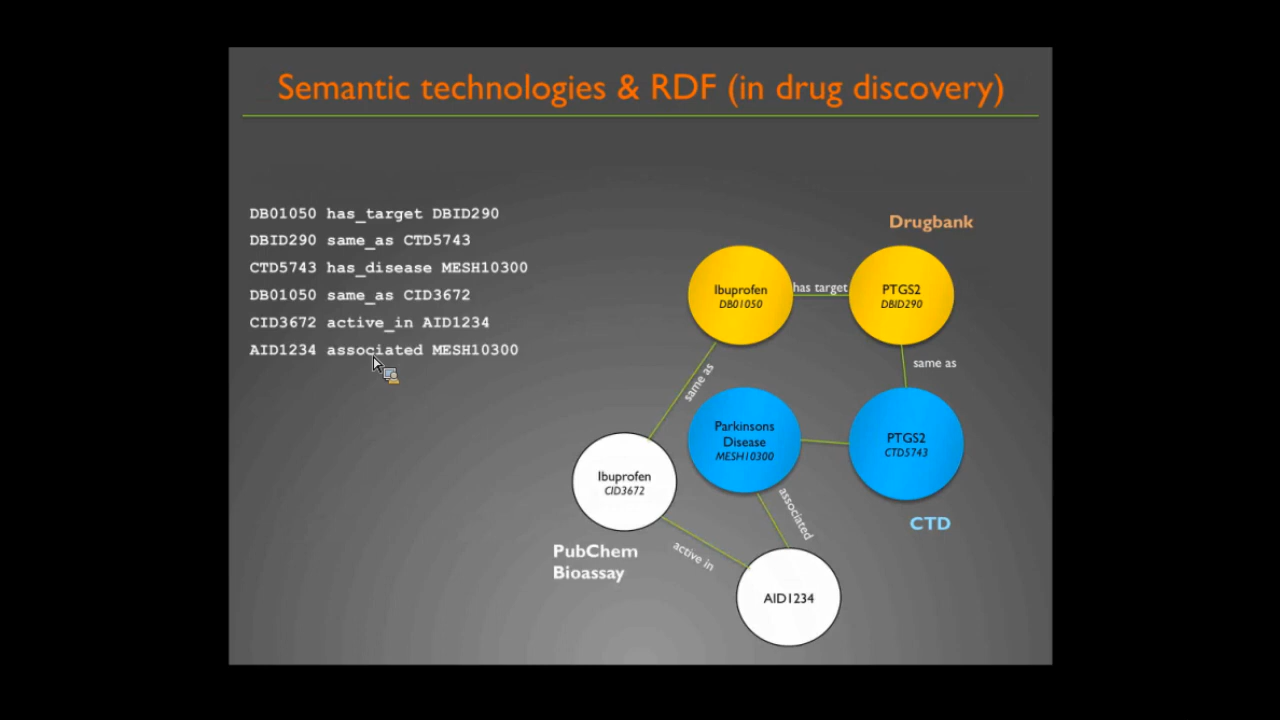 Semantic technologies & RDF (in drug discovery)
DB01050 has_target DBID290
DBID290 same_as CTD5743
CTD5743 has_disease MESH10300
DB01050 same_as CID3672
CID3672 active_in AID1234
AID1234 associated MESH10300
Drugbank
Ibuprofen
DB01050
has target
PTGS2
DBID290
same as
same as
Parkinsons
Disease
MESH10300
PTGS2
CTD5743
Ibuprofen
CID3672
associated
CTD
PubChem
Bioassay
active in
AID1234